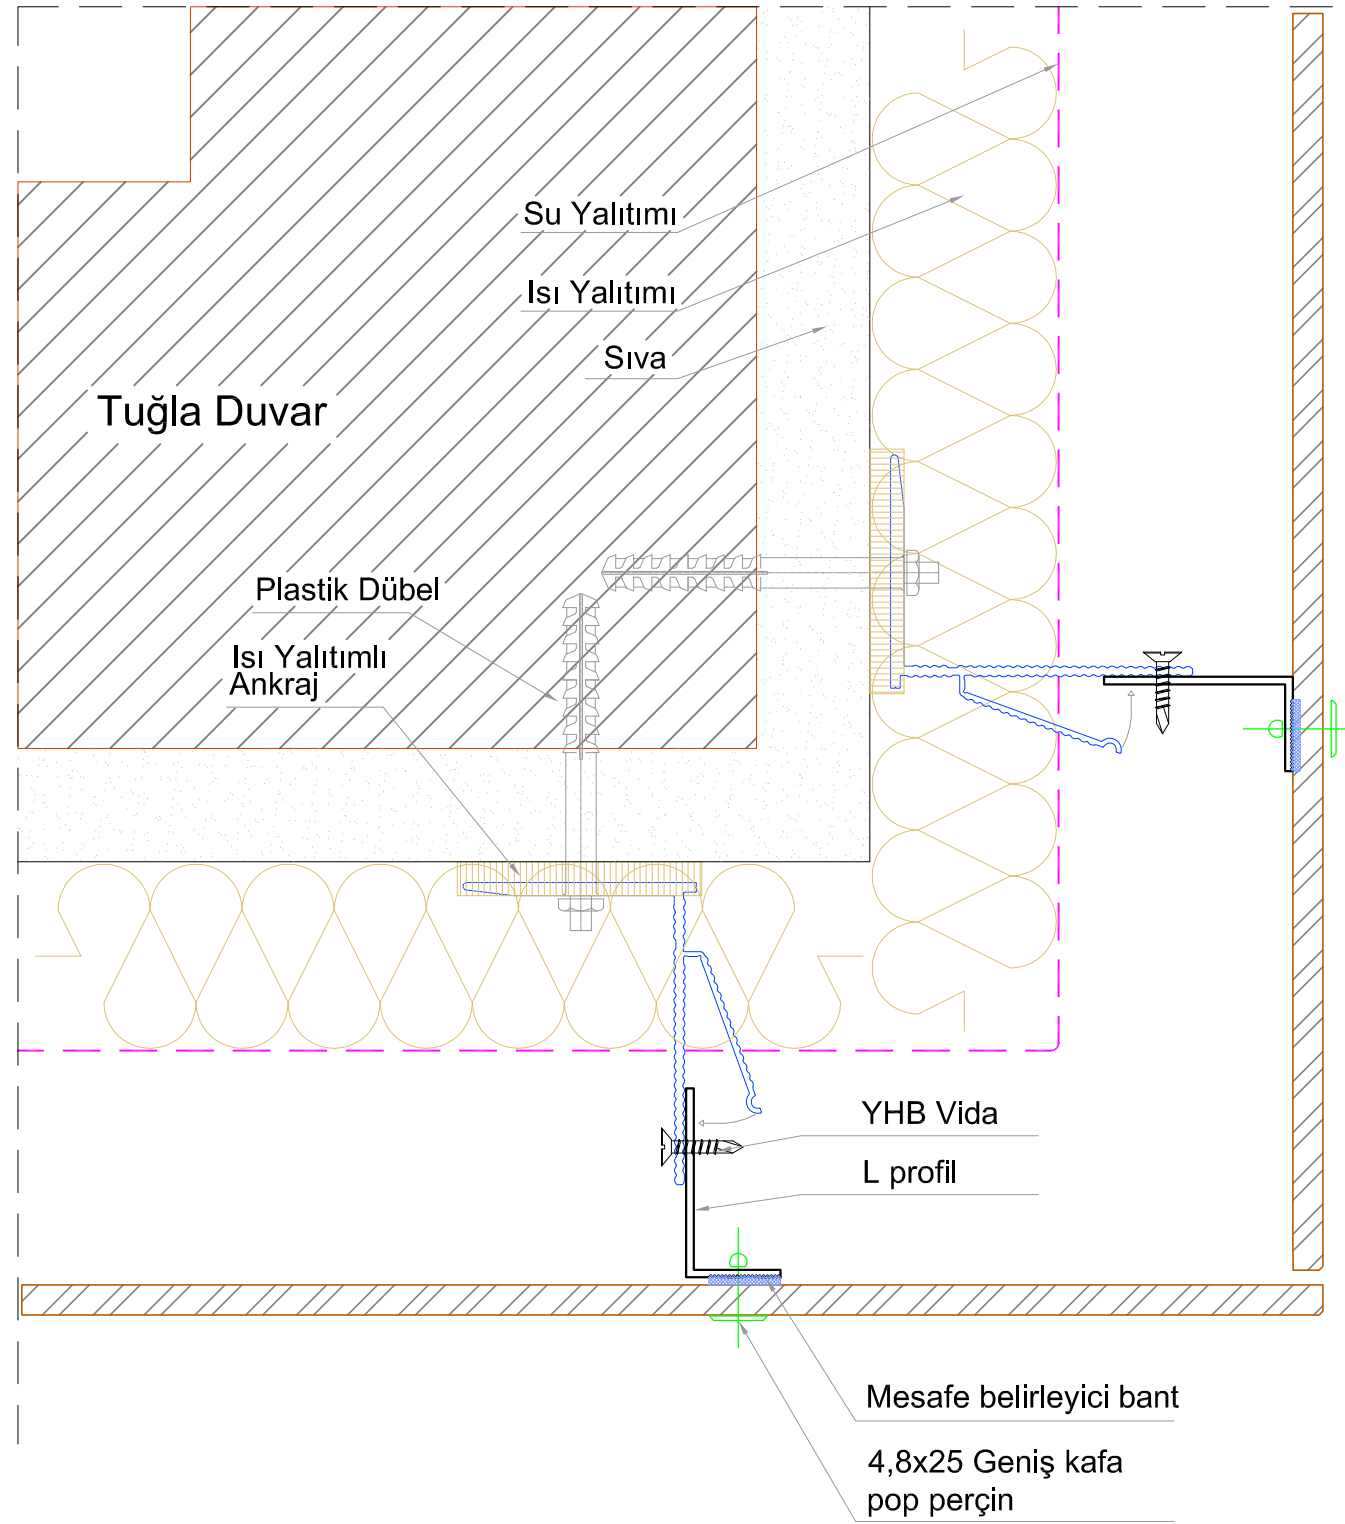 Su Yalıtımı
Isı Yalıtımı
Sıva
Tuğla Duvar
Plastik Dübel
Isı Yalıtımlı
Ankraj
YHB Vida
L profil
Mesafe belirleyici bant
4,8x25 Geniş kafa
pop perçin